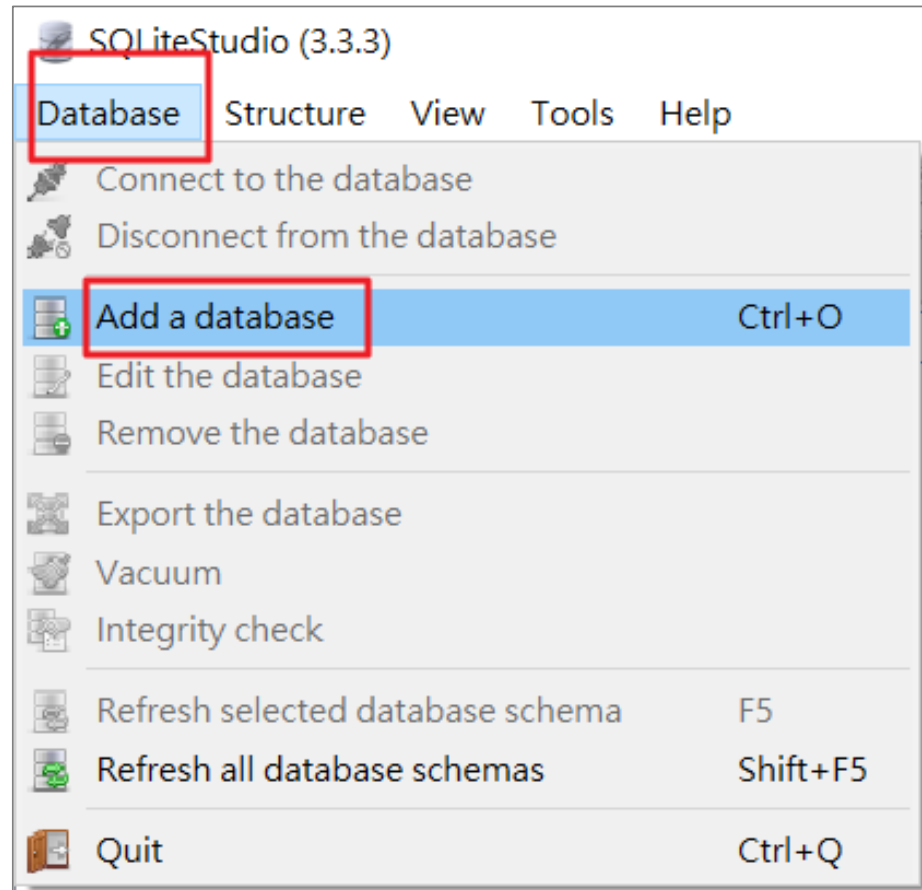 SQLiteStudio (3.3.3)
Database Structure View Tools Help
Connect to the database
Disconnect from the database
Add a database Ctrl+O
Edit the database
Remove the database
Export the database
Vacuum
Integrity check
Refresh selected database schema F5
Refresh all database schemas Shift+F5
Quit Ctrl+Q